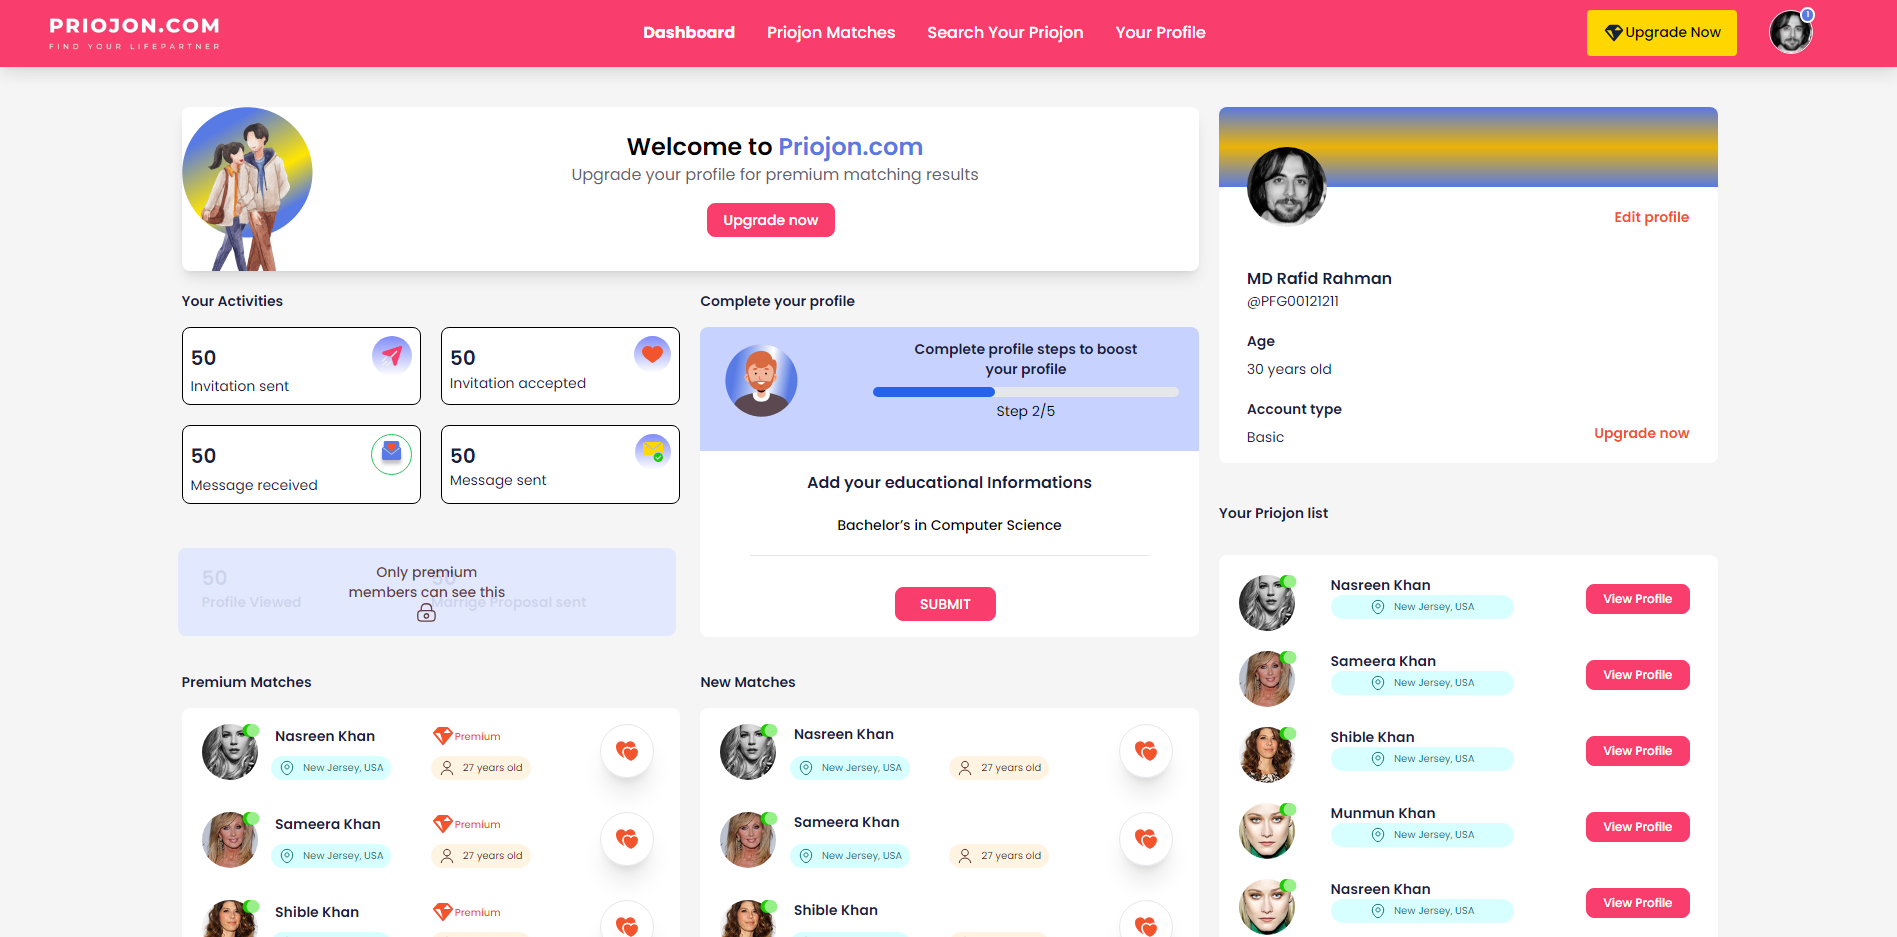 PRIOJON.COM
FIND YOUR LIFEPARTNER
Dashboard
Priojon Matches
Search Your Priojon
Your Profile
Upgrade Now
1
Welcome to Priojon.com
Upgrade your profile for premium matching results
Upgrade now
Your Activities
50
Invitation sent
50
Invitation accepted
50
Message received
50
Message sent
50
Profile Viewed
50
Marrige Proposal sent
Only premium
members can see this
Complete your profile
Complete profile steps to boost
your profile
Step 2/5
Add your educational Informations
Bachelor’s in Computer Science
SUBMIT
Edit profile
MD Rafid Rahman
@PFG00121211
Age
30 years old
Account type
Basic
Upgrade now
Premium Matches
Nasreen Khan
Premium
New Jersey, USA
27 years old
Sameera Khan
Premium
New Jersey, USA
27 years old
Shible Khan
Premium
New Matches
Nasreen Khan
New Jersey, USA
27 years old
Sameera Khan
New Jersey, USA
27 years old
Shible Khan
Your Priojon list
Nasreen Khan
New Jersey, USA
View Profile
Sameera Khan
New Jersey, USA
View Profile
Shible Khan
New Jersey, USA
View Profile
Munmun Khan
New Jersey, USA
View Profile
Nasreen Khan
New Jersey, USA
View Profile